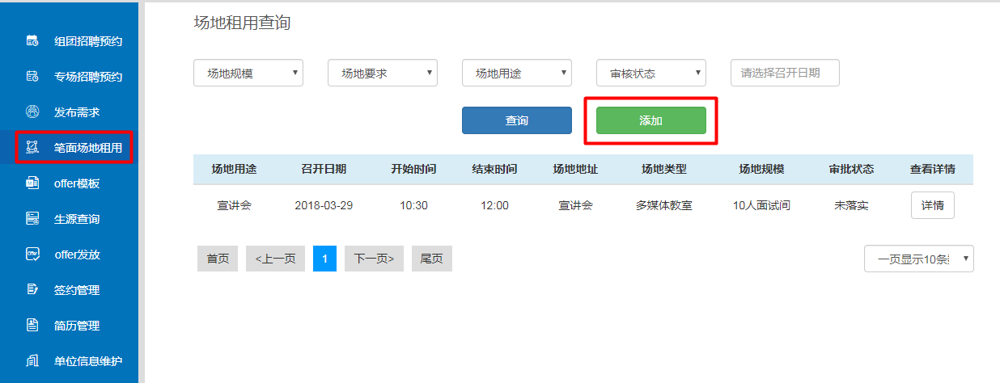 场地租用查询
组团招聘预约
专场招聘预约
发布需求
笔面场地租用
offer模板
生源查询
offer发放
签约管理
简历管理
单位信息维护
场地规模 场地要求 场地用途 审核状态 请选择召开日期
查询 添加
场地用途 召开日期 开始时间 结束时间 场地地址 场地类型 场地规模 审批状态 查看详情
宣讲会 2018-03-29 10:30 12:00 宣讲会 多媒体教室 10人面试间 未落实 详情
首页 <上一页 1 下一页> 尾页 一页显示10条